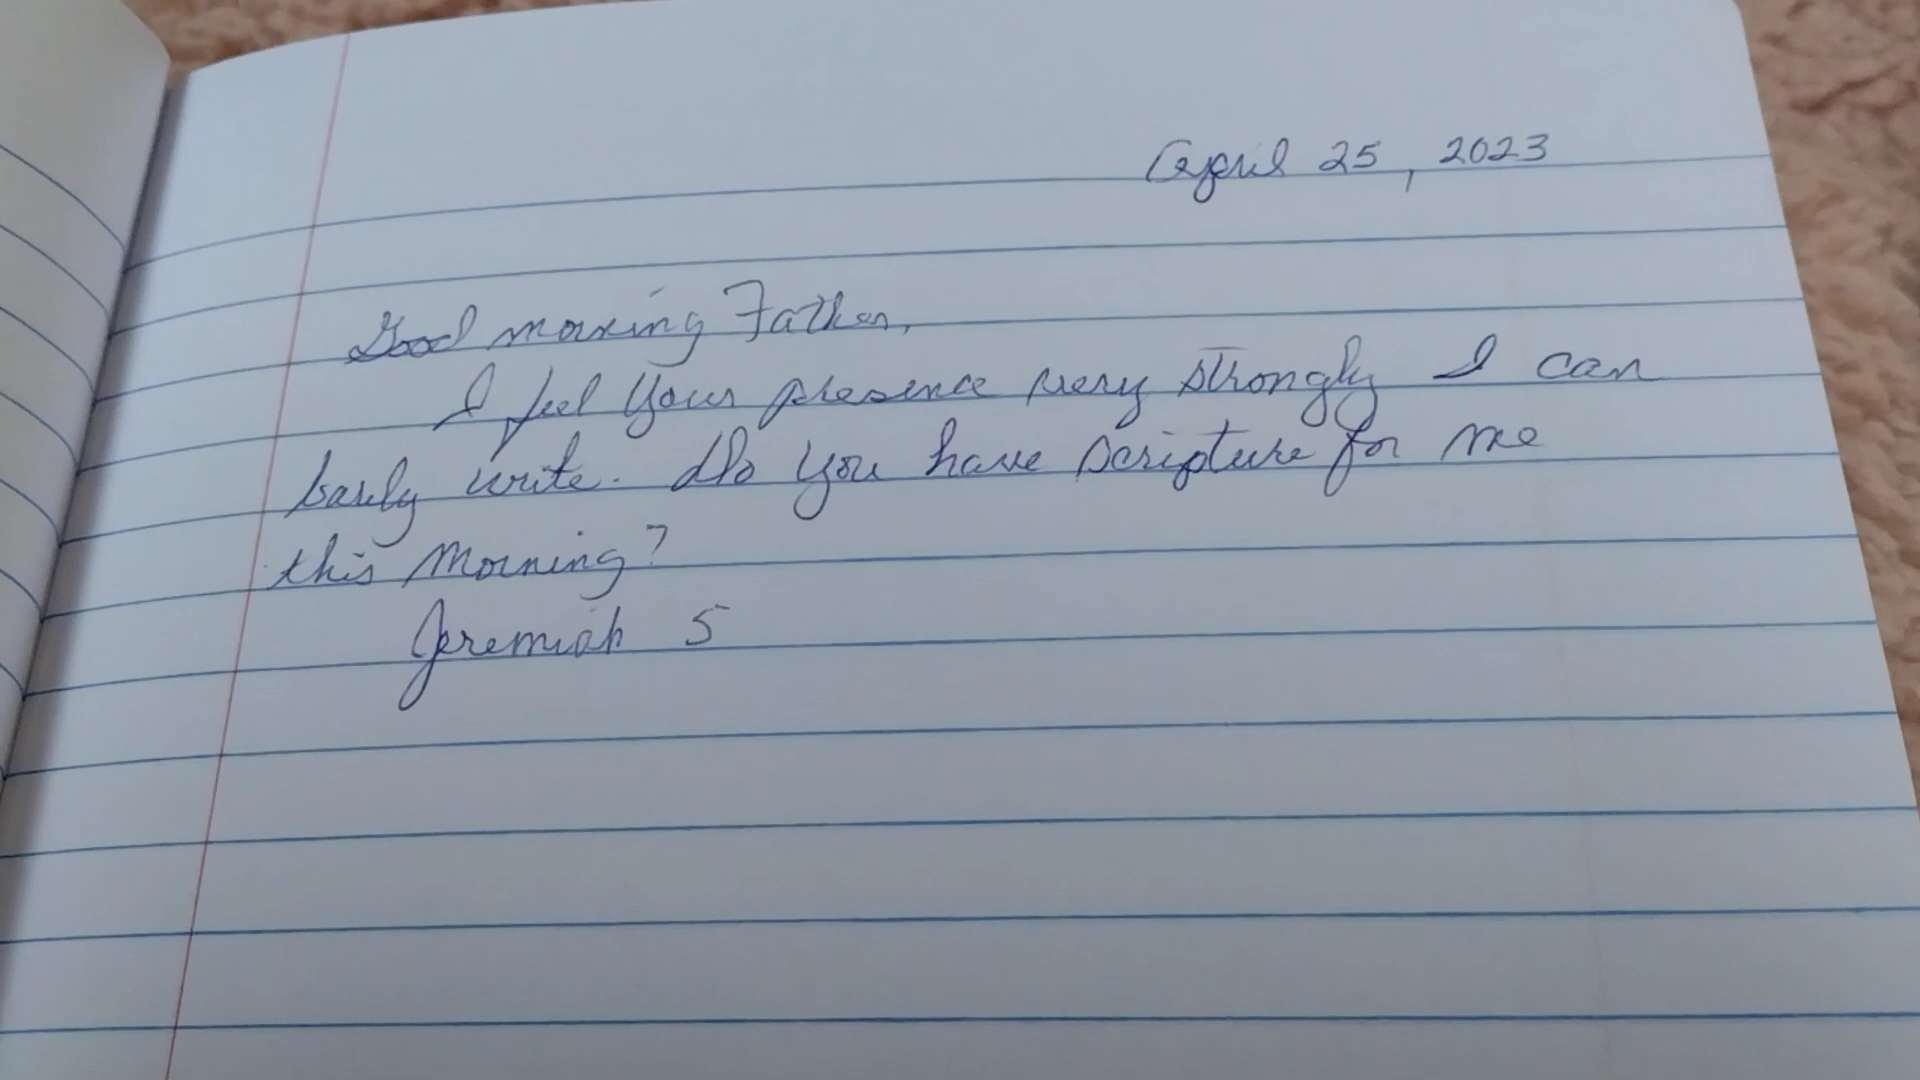 April 25, 2023
Good morning Father,
I feel Your presence very strongly I can
barely write. Do You have scripture for me
this morning?
Jeremiah 5